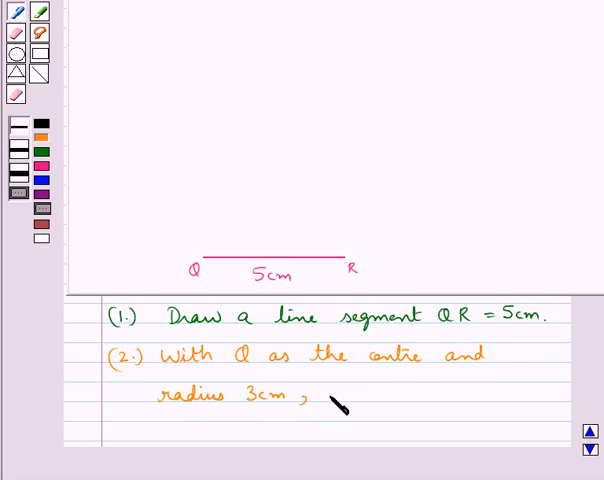 Q
R
5cm
(1.) Draw a line segment QR = 5cm.
(2.) With Q as the centre and
radius 3cm,